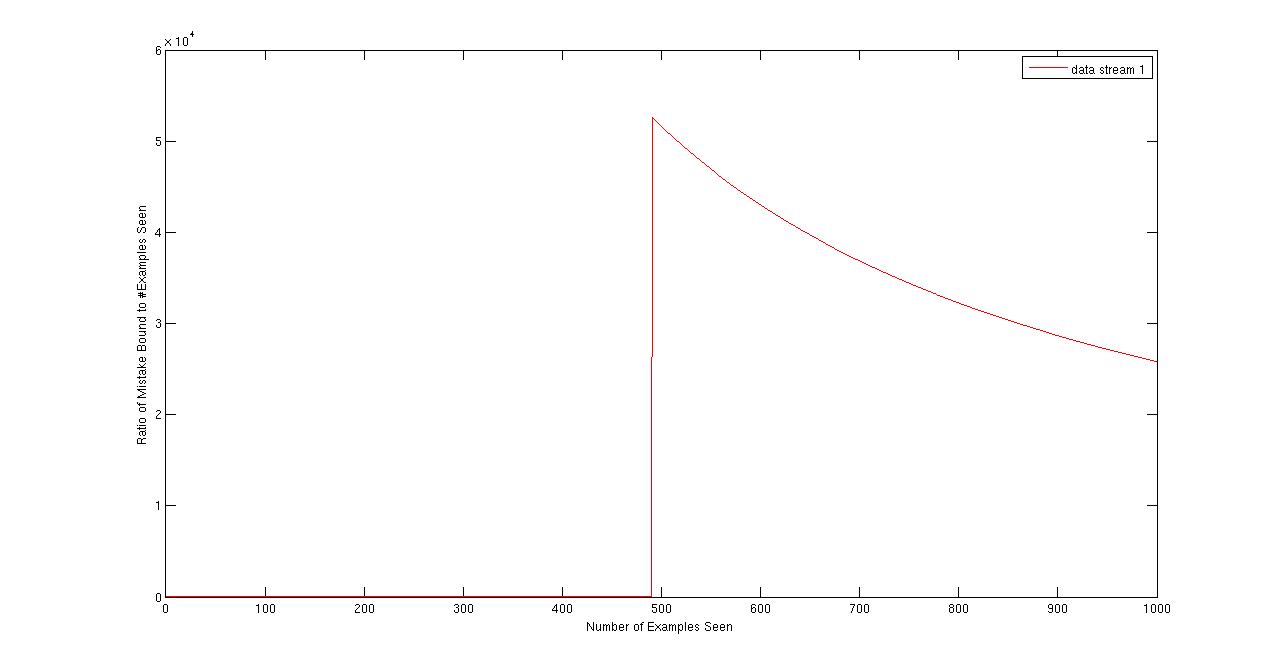 ×10^4
6
5
4
3
2
1
0
Ratio of Mistake Bound to #Examples Seen
data stream 1
0 100 200 300 400 500 600 700 800 900 1000
Number of Examples Seen